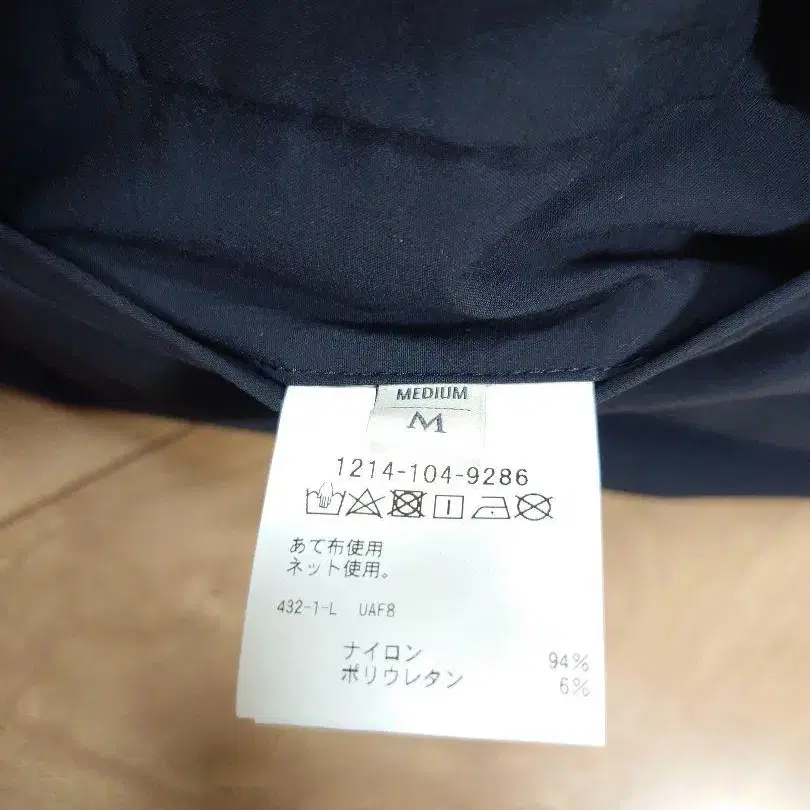 MEDIUM
M
1214-104-9286
あて布使用
ネット使用。
432-1-L UAF8
ナイロン 94%
ポリウレタン 6%